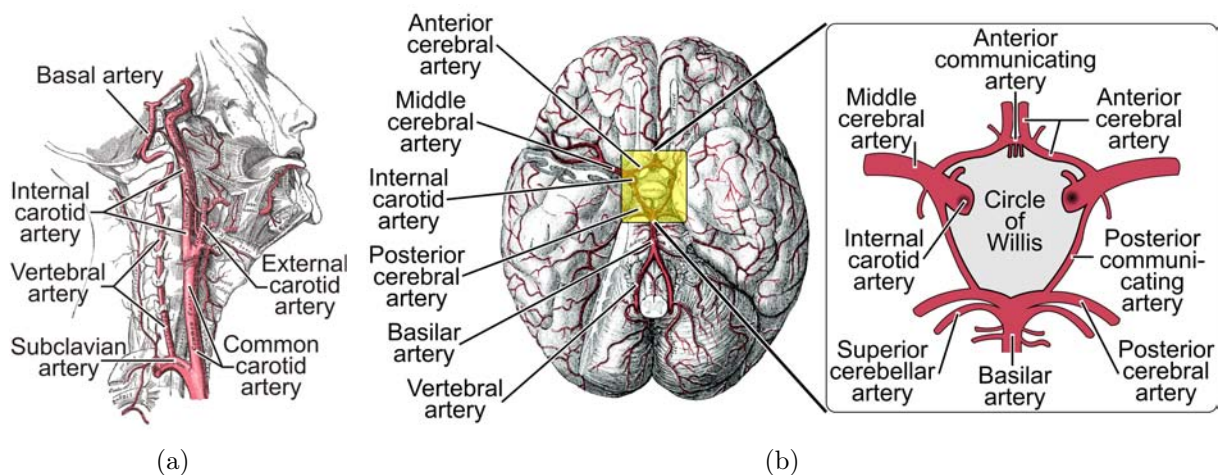 Basal artery
Internal
carotid
artery
Vertebral
artery
Subclavian
artery
External
carotid
artery
Common
carotid
artery
(a)
Anterior
cerebral
artery
Middle
cerebral
artery
Internal
carotid
artery
Posterior
cerebral
artery
Basilar
artery
Vertebral
artery
Anterior
communicating
artery
Middle
cerebral
artery
Anterior
cerebral
artery
Circle
of
Willis
Internal
carotid
artery
Posterior
communi-
cating
artery
Superior
cerebellar
artery
Basilar
artery
Posterior
cerebral
artery
(b)